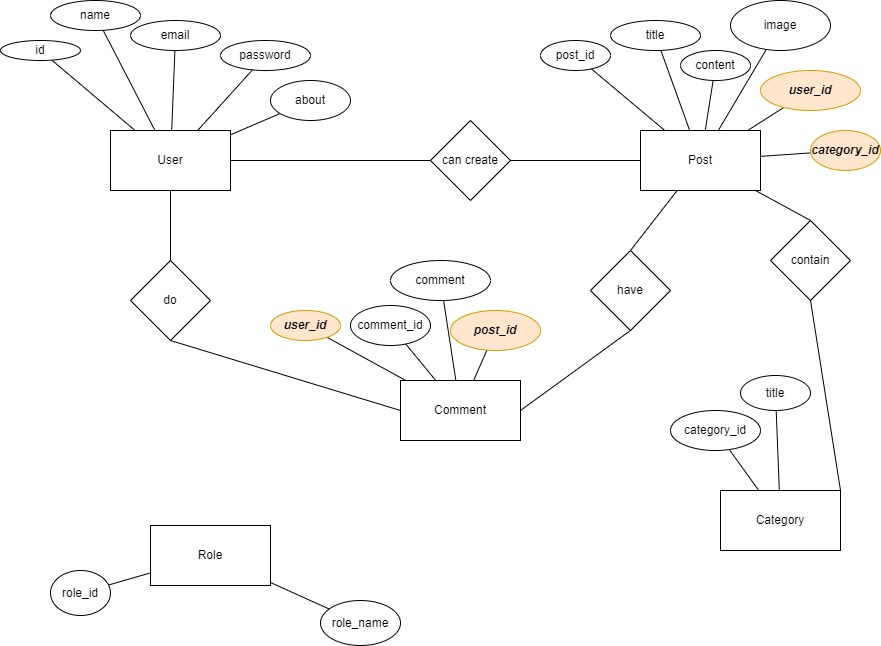 name
image
title
email
id
password
post_id
content
user_id
about
category_id
User
can create
Post
contain
comment
have
do
user_id
comment_id
post_id
title
Comment
category_id
Category
Role
role_id
role_name